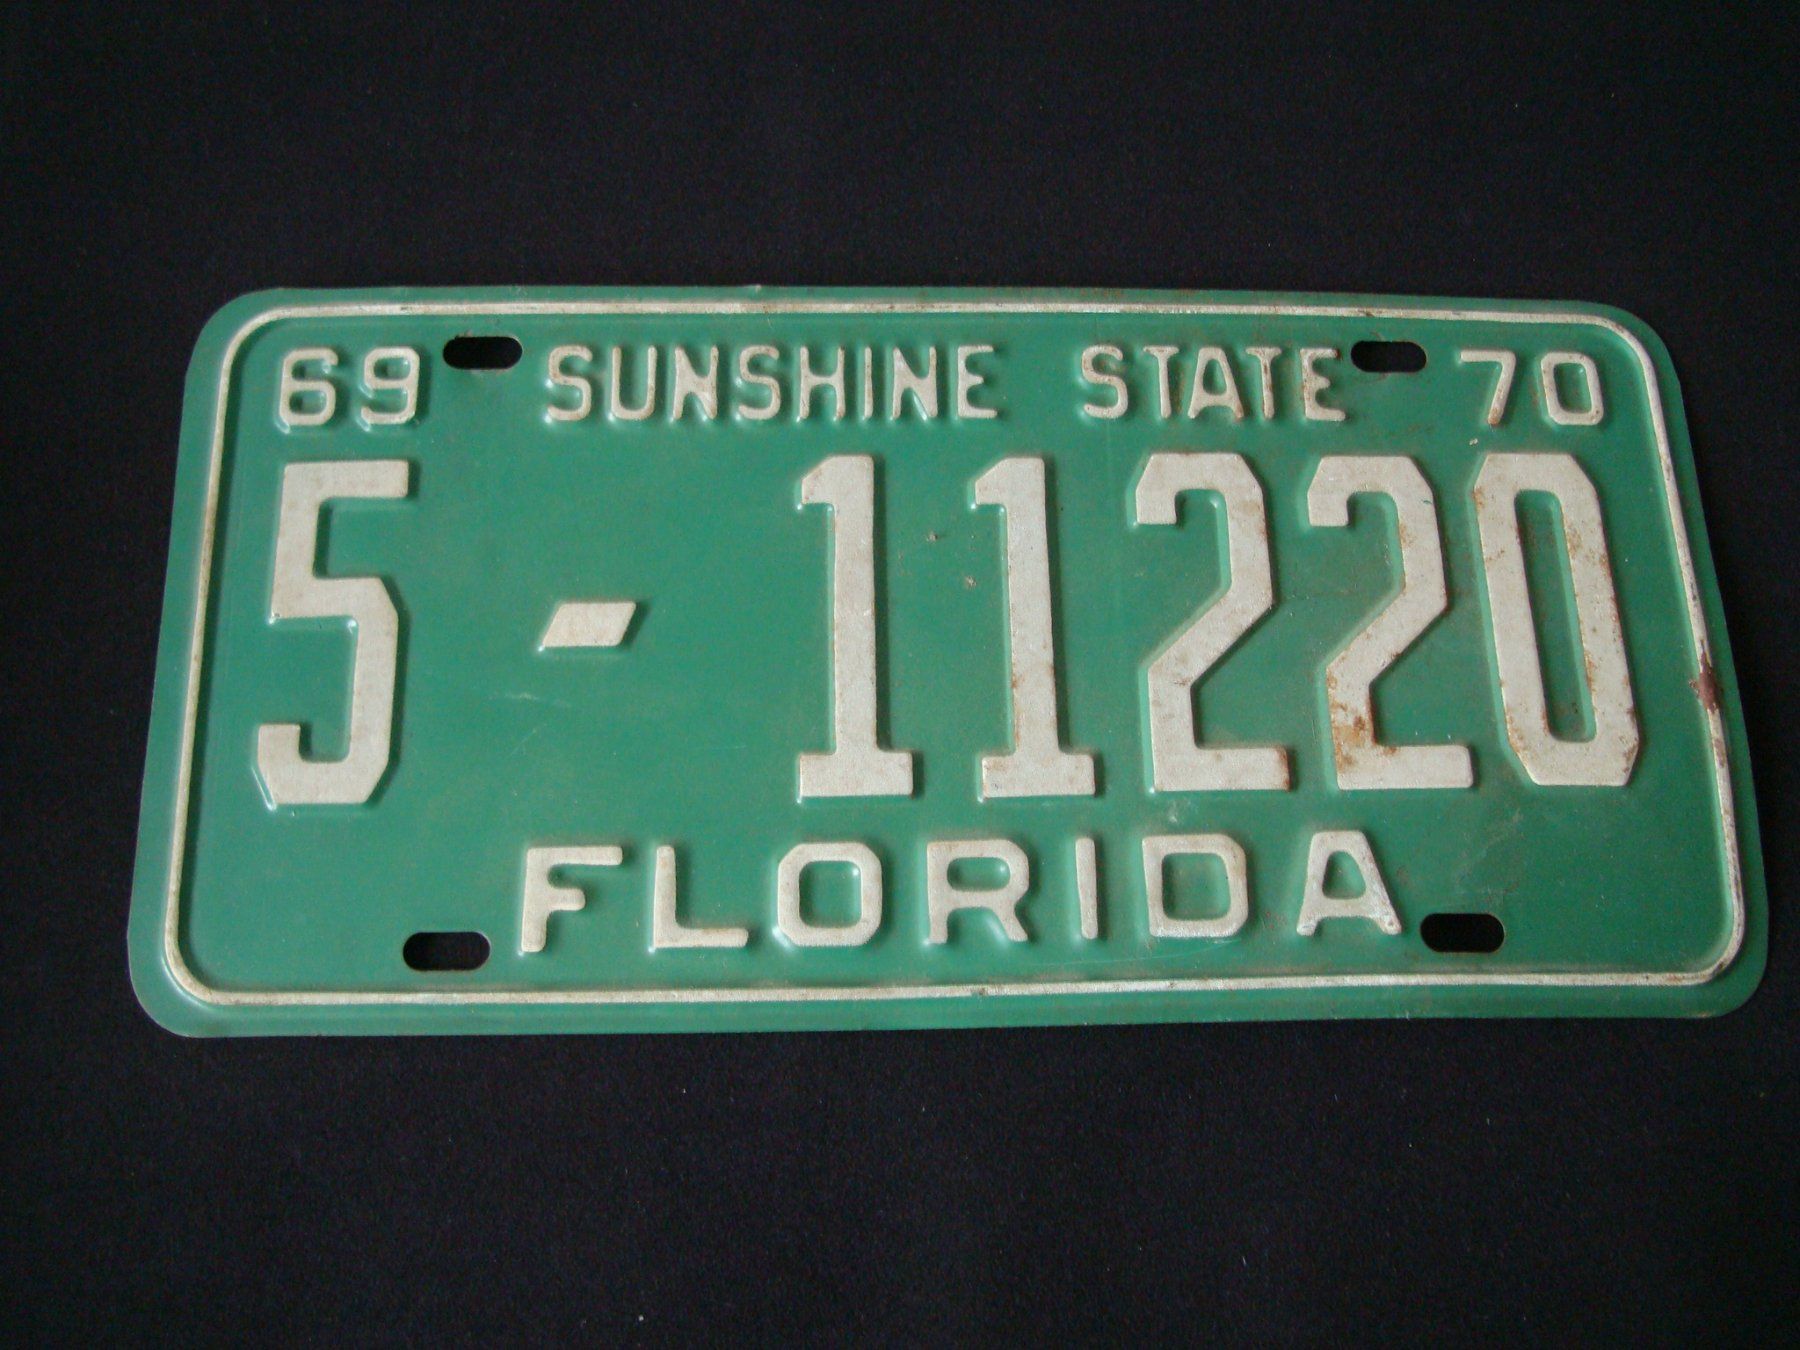 69 SUNSHINE STATE 70
5-11220
FLORIDA